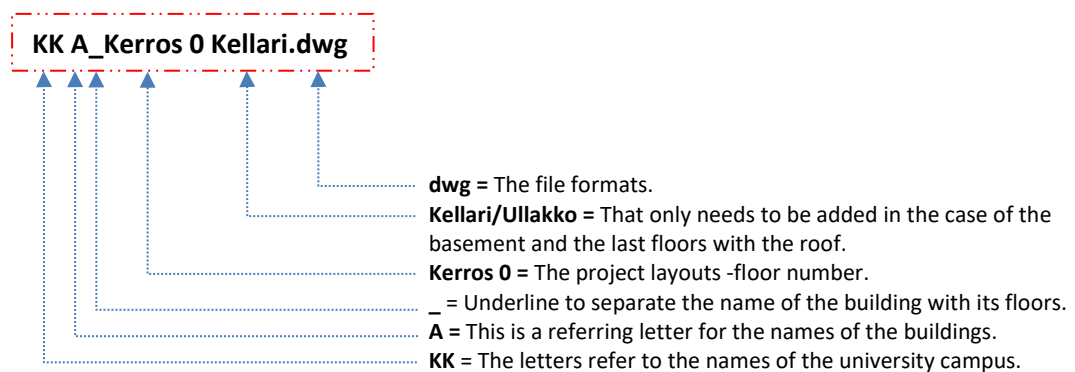 KK A_Kerros 0 Kellari.dwg
dwg = The file formats.
Kellari/Ullakko = That only needs to be added in the case of the
basement and the last floors with the roof.
Kerros 0 = The project layouts -floor number.
_ = Underline to separate the name of the building with its floors.
A = This is a referring letter for the names of the buildings.
KK = The letters refer to the names of the university campus.